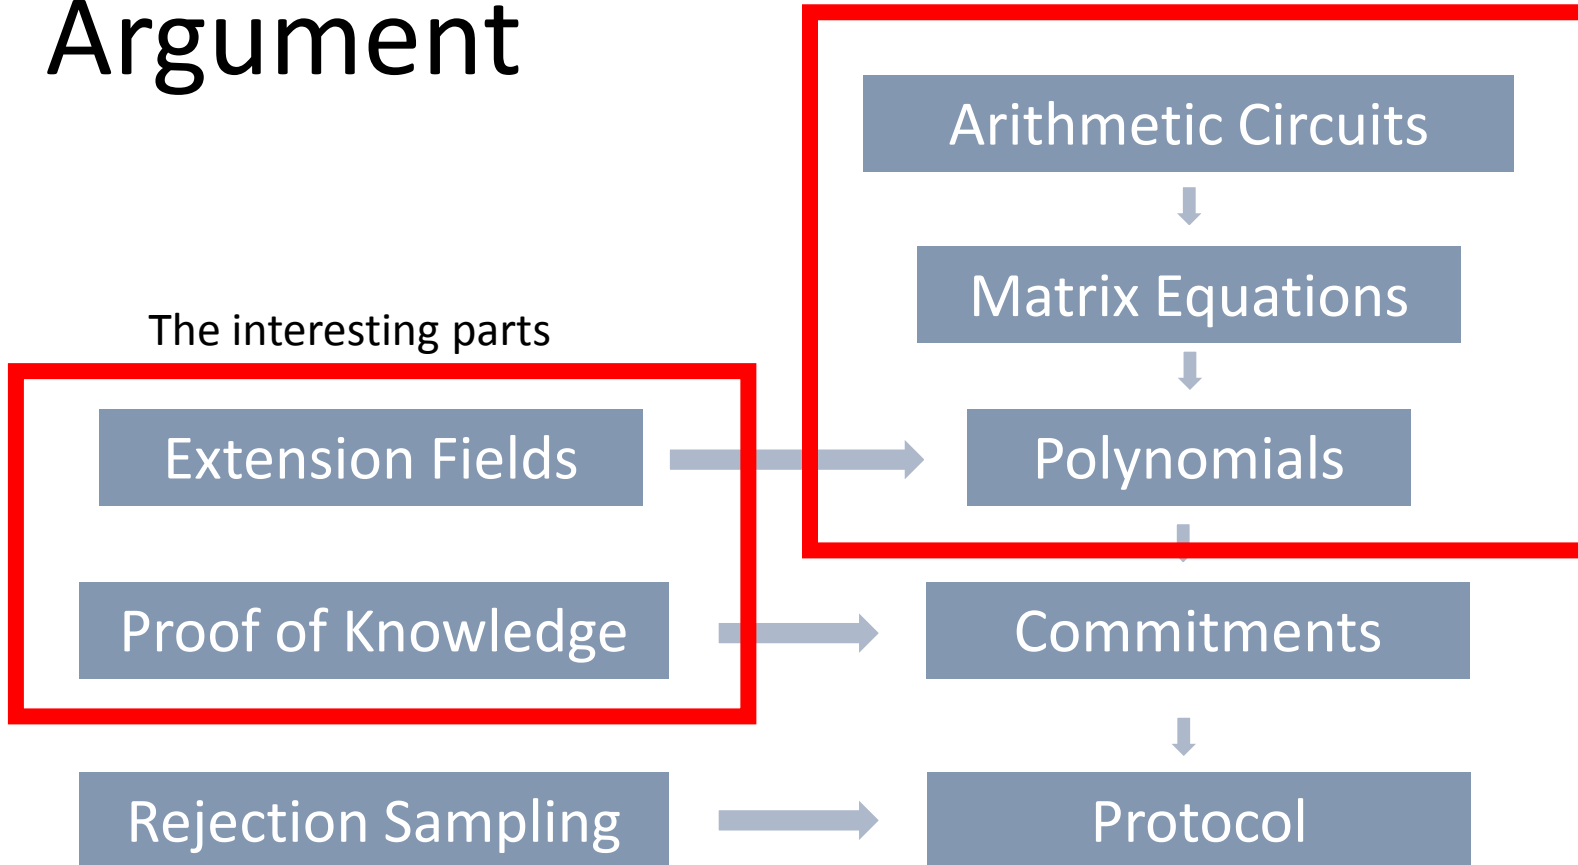 Argument
Arithmetic Circuits
Matrix Equations
The interesting parts
Extension Fields
Polynomials
Proof of Knowledge
Commitments
Rejection Sampling
Protocol